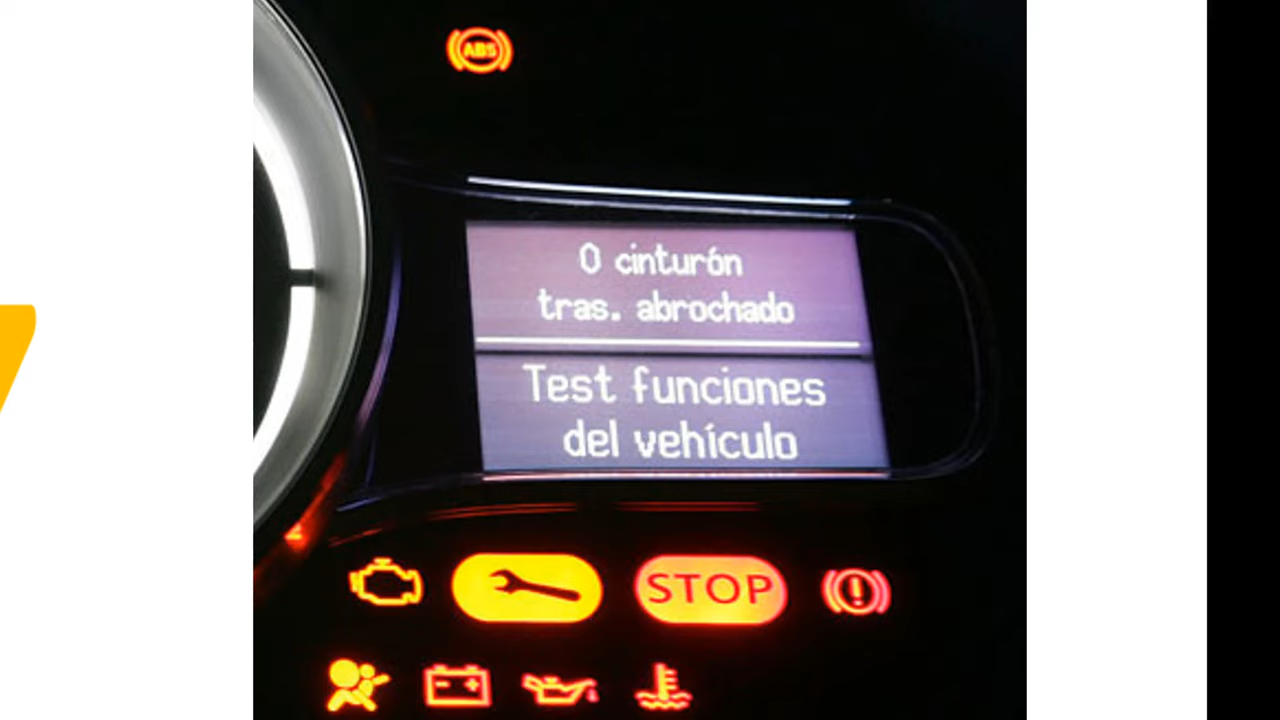 ABS
0 cinturón
tras. abrochado
Test funciones
del vehículo
STOP